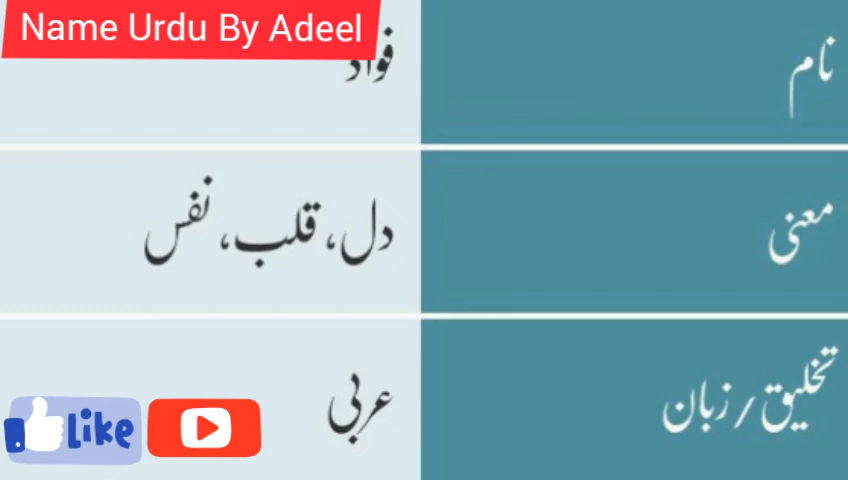 Name Urdu By Adeel
نام
فواد
معنی
دل، قلب، نفس
تخلیق / زبان
عربی
Like